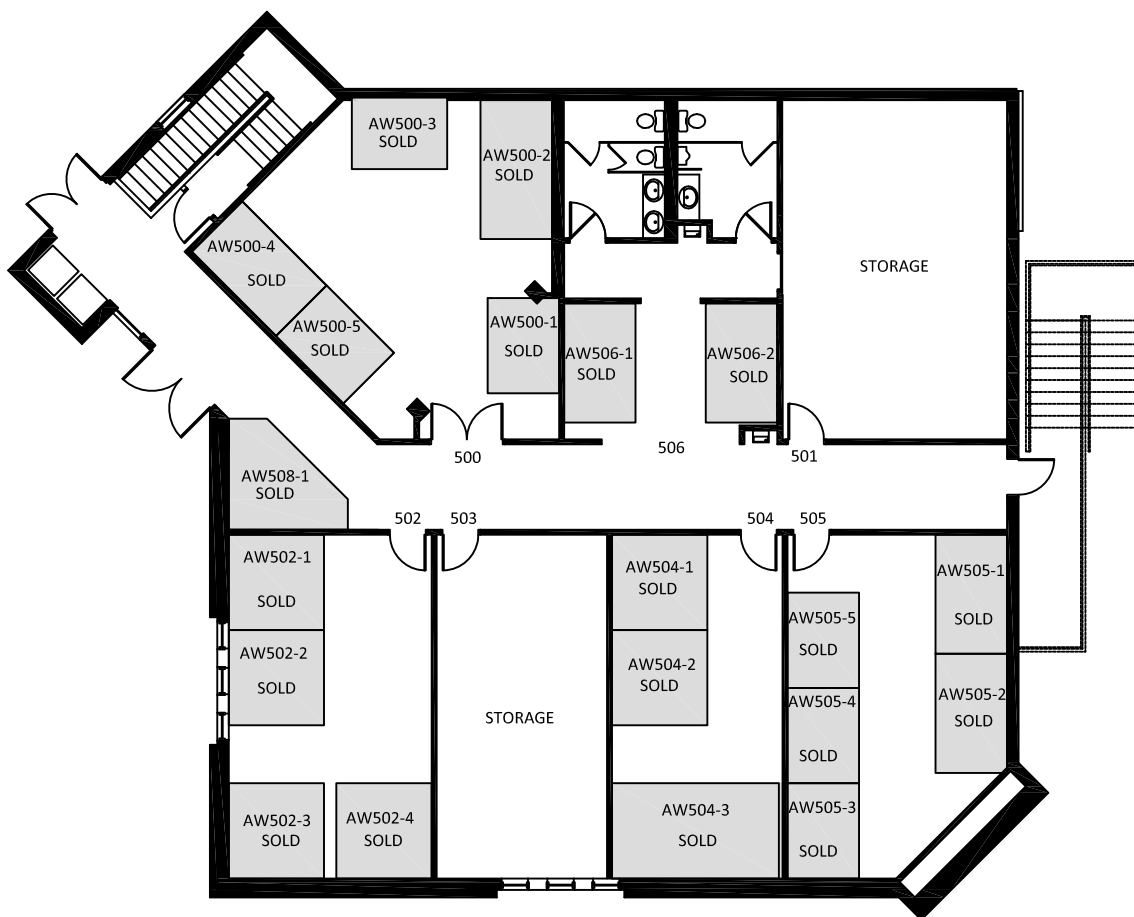 AW500-3
SOLD
AW500-2
SOLD
AW500-4
SOLD
STORAGE
AW500-5
SOLD
AW500-1
SOLD
AW506-1
SOLD
AW506-2
SOLD
500
506
501
AW508-1
SOLD
502
503
504
505
AW502-1
SOLD
AW504-1
SOLD
AW505-1
SOLD
AW505-5
SOLD
AW502-2
SOLD
AW504-2
SOLD
AW505-4
SOLD
AW505-2
SOLD
STORAGE
AW502-3
SOLD
AW502-4
SOLD
AW504-3
SOLD
AW505-3
SOLD